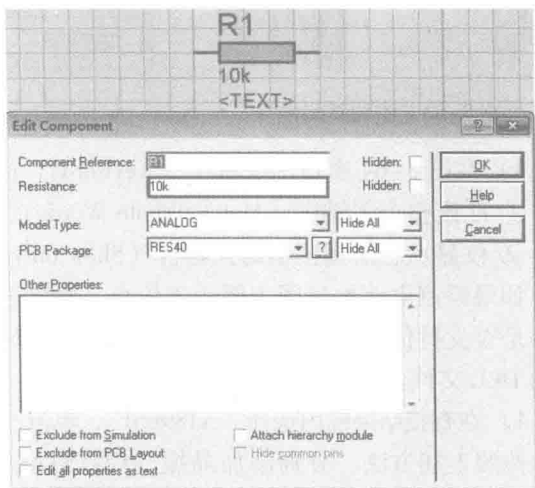 R1
10k
<TEXT>
Edit Component
Component Reference: R1 Hidden:
Resistance: 10k Hidden:
Model Type: ANALOG Hide All
PCB Package: RES40 ? Hide All
Other Properties:
Exclude from Simulation Attach hierarchy module
Exclude from PCB Layout Hide common pins
Edit all properties as text
? X
OK
Help
Cancel